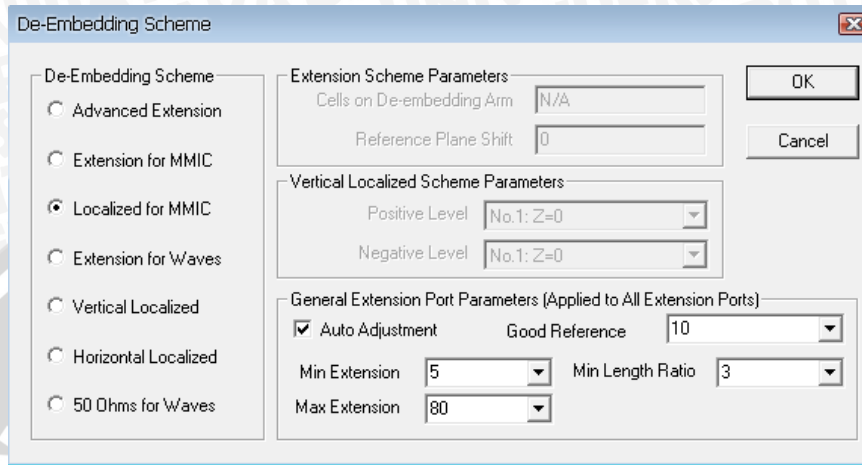 De-Embedding Scheme
De-Embedding Scheme
Advanced Extension
Extension for MMIC
Localized for MMIC
Extension for Waves
Vertical Localized
Horizontal Localized
50 Ohms for Waves
Extension Scheme Parameters
Cells on De-embedding Arm N/A
Reference Plane Shift 0
Vertical Localized Scheme Parameters
Positive Level No.1: Z=0
Negative Level No.1: Z=0
General Extension Port Parameters (Applied to All Extension Ports)
Auto Adjustment Good Reference 10
Min Extension 5 Min Length Ratio 3
Max Extension 80
OK
Cancel